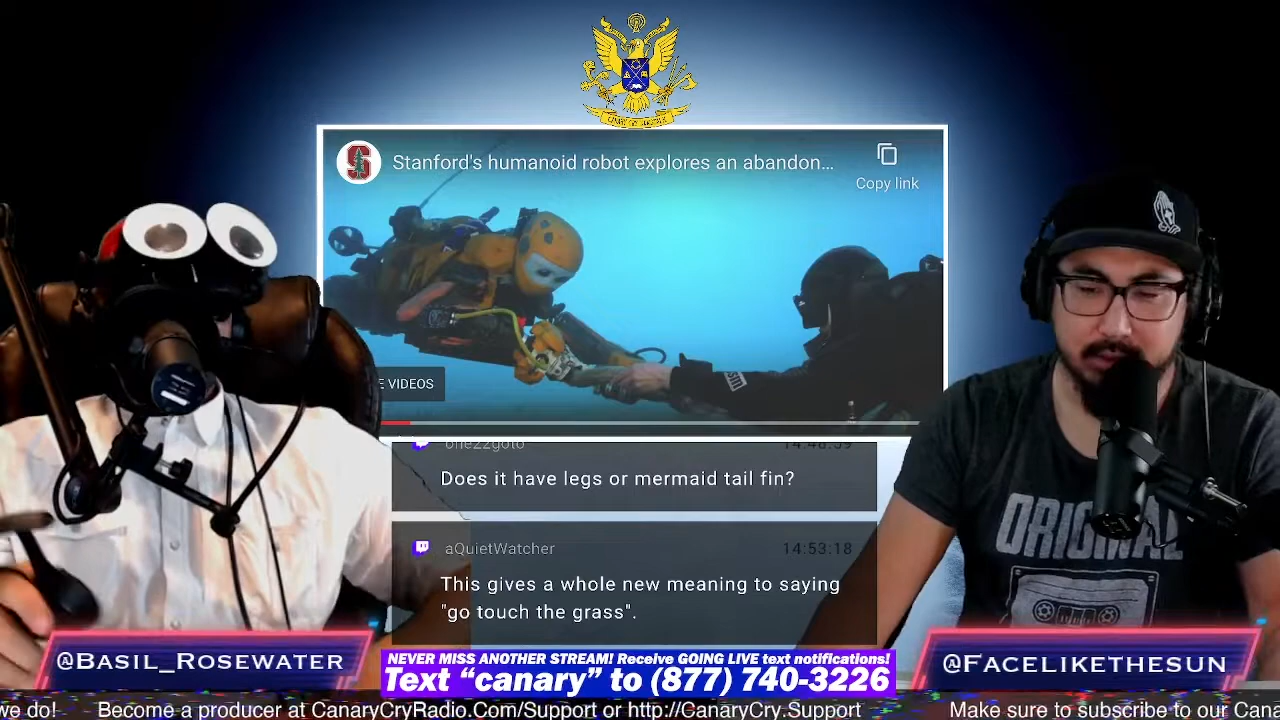 Stanford's humanoid robot explores an abandon...
Copy link
E VIDEOS
onezzgoto
Does it have legs or mermaid tail fin?
aQuietWatcher 14:53:18
This gives a whole new meaning to saying
"go touch the grass".
ORIGINAL
@BASIL_ROSEWATER
@FACELIKETHESUN
NEVER MISS ANOTHER STREAM! Receive GOING LIVE text notifications!
Text “canary” to (877) 740-3226
we do! Become a producer at CanaryCryRadio.Com/Support or http://CanaryCry.Support Make sure to subscribe to our Cana